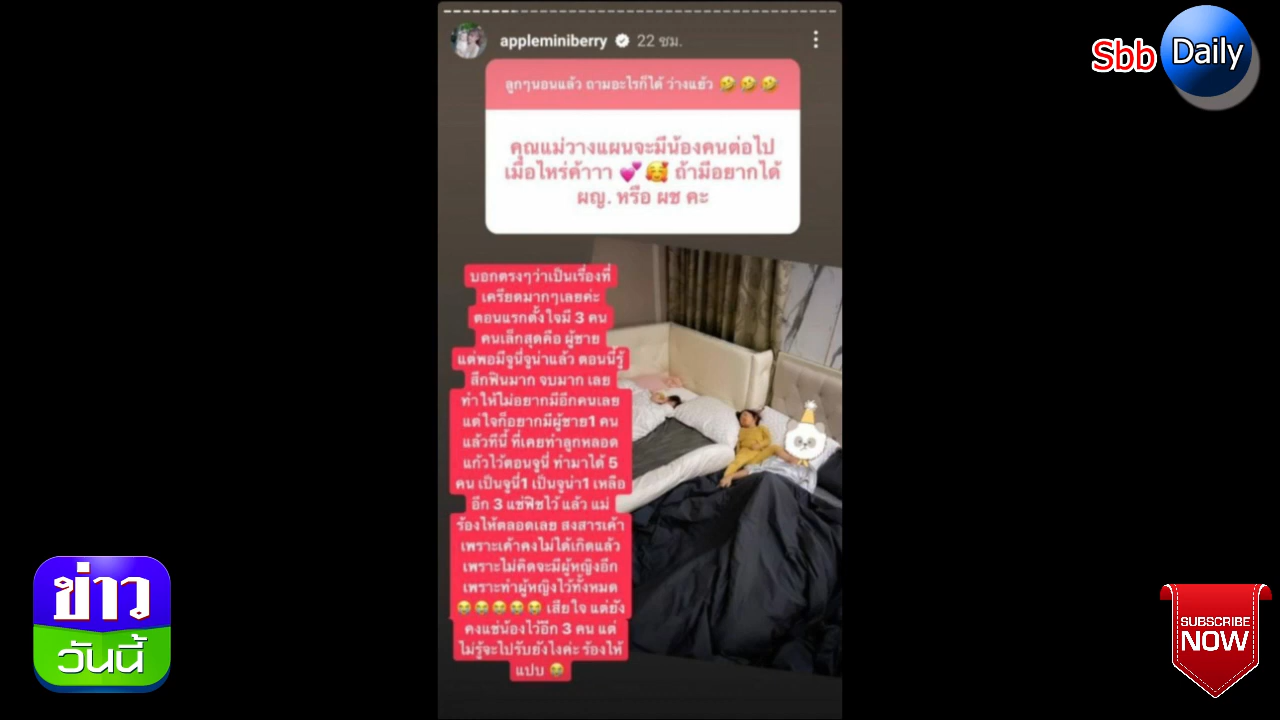 appleminiberry 22 ชม.
Sbb Daily
ลูกๆนอนแล้ว ถามอะไรก็ได้ ว่างแย้ว 🤣 🤣 🤣
คุณแม่วางแผนจะมีน้องคนต่อไป
เมื่อไหร่ค้าาา 💕 🥰 ถ้ามีอยากได้
ผญ. หรือ ผช คะ
บอกตรงๆว่าเป็นเรื่องที่
เครียดมากๆเลยค่ะ
ตอนแรกตั้งใจมี 3 คน
คนเล็กสุดคือ ผู้ชาย
แต่พอมีจูนี่จูน่าแล้ว ตอนนี้รู้
สึกฟินมาก จบมาก เลย
ทำให้ไม่อยากมีอีกคนเลย
แต่ใจก็อยากมีผู้ชาย1 คน
แล้วทีนี้ ที่เคยทำลูกหลอด
แก้วไว้ตอนจูนี่ ทำมาได้ 5
คน เป็นจูนี่1 เป็นจูน่า1 เหลือ
อีก 3 แช่ฟิชไว้ แล้ว แม่
ร้องไห้ตลอดเลย สงสารเค้า
เพราะเค้าคงไม่ได้เกิดแล้ว
เพราะไม่คิดจะมีผู้หญิงอีก
เพราะทำผู้หญิงไว้ทั้งหมด
😭😭😭😭😭 เสียใจ แต่ยัง
คงแช่น้องไว้อีก 3 คน แต่
ไม่รู้จะไปรับยังไงค่ะ ร้องไห้
แปบ 😭
ข่าว
วันนี้
SUBSCRIBE
NOW